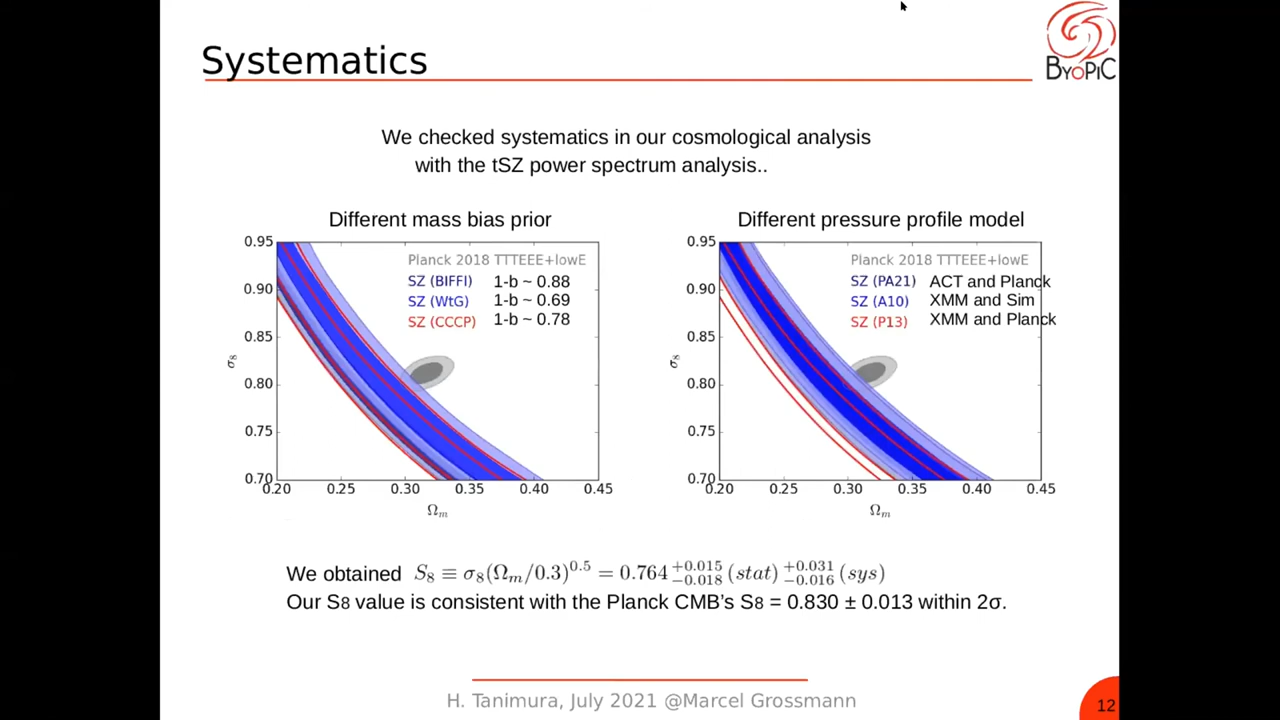 Systematics
BYOPIC
We checked systematics in our cosmological analysis
with the tSZ power spectrum analysis..
Different mass bias prior
0.95
0.90
0.85
0.80
0.75
0.70
σ₈
0.20 0.25 0.30 0.35 0.40 0.45
Ωₘ
Planck 2018 TTTEEE+lowE
SZ (BIFFI) 1-b ~ 0.88
SZ (WtG) 1-b ~ 0.69
SZ (CCCP) 1-b ~ 0.78
Different pressure profile model
0.95
0.90
0.85
0.80
0.75
0.70
σ₈
0.20 0.25 0.30 0.35 0.40 0.45
Ωₘ
Planck 2018 TTTEEE+lowE
SZ (PA21) ACT and Planck
SZ (A10) XMM and Sim
SZ (P13) XMM and Planck
We obtained S₈ ≡ σ₈(Ωₘ/0.3)^0.5 = 0.764 +0.015 −0.018 (stat) +0.031 −0.016 (sys)
Our S8 value is consistent with the Planck CMB's S8 = 0.830 ± 0.013 within 2σ.
H. Tanimura, July 2021 @Marcel Grossmann
12